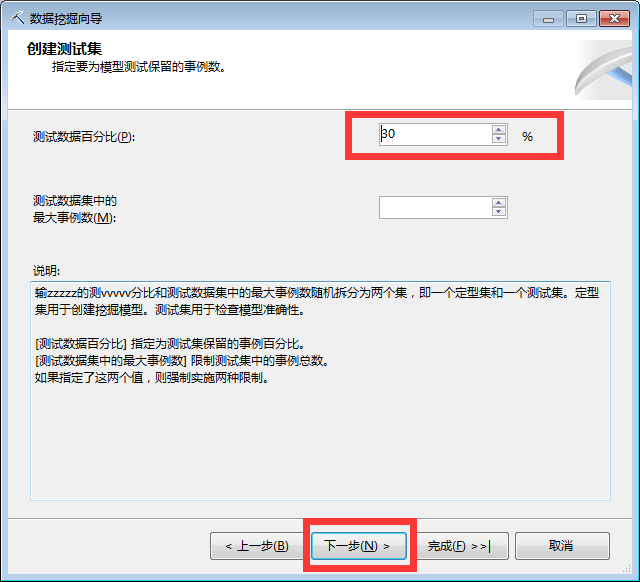 数据挖掘向导
创建测试集
指定要为模型测试保留的事例数。
测试数据百分比(P):
30
%
测试数据集中的
最大事例数(M):
说明:
输zzzzz的测vvvvv分比和测试数据集中的最大事例数随机拆分为两个集，即一个定型集和一个测试集。定型
集用于创建挖掘模型。测试集用于检查模型准确性。
[测试数据百分比] 指定为测试集保留的事例百分比。
[测试数据集中的最大事例数] 限制测试集中的事例总数。
如果指定了这两个值，则强制实施两种限制。
< 上一步(B)
下一步(N) >
完成(F) >>|
取消